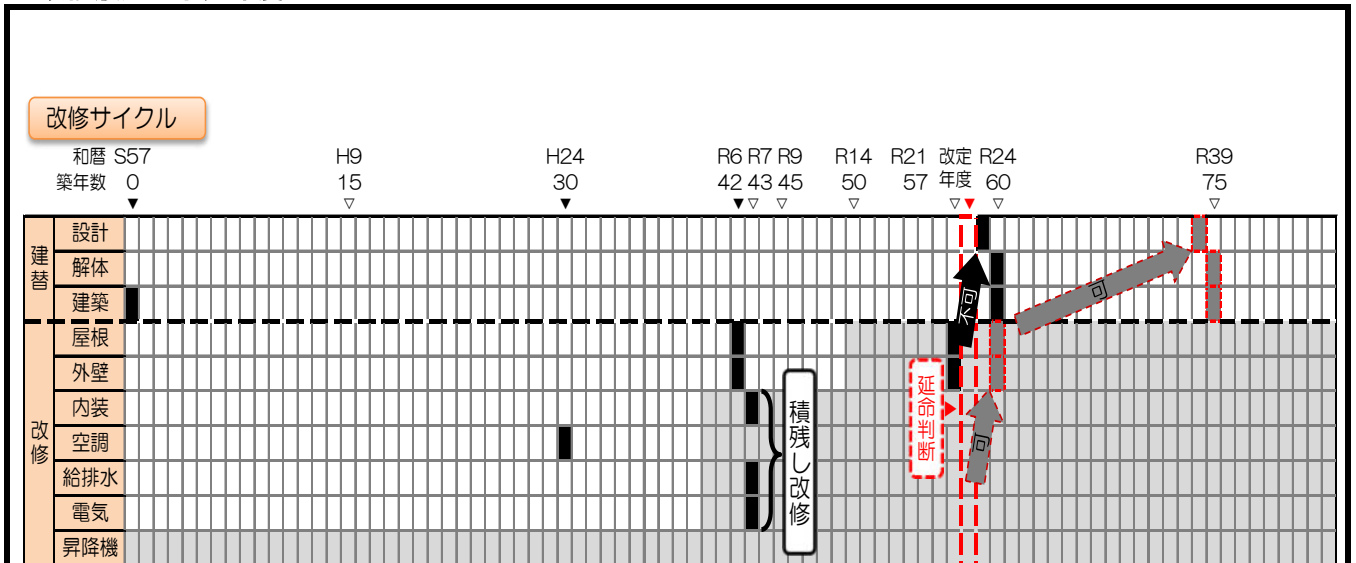 改修サイクル
和暦 S57 H9 H24 R6 R7 R9 R14 R21 改定 R24 R39
築年数 0 15 30 42 43 45 50 57 年度 60 75
建替
設計
解体
建築
改修
屋根
外壁
内装
空調
給排水
電気
昇降機
積残し改修
延命判断
不可
可
可